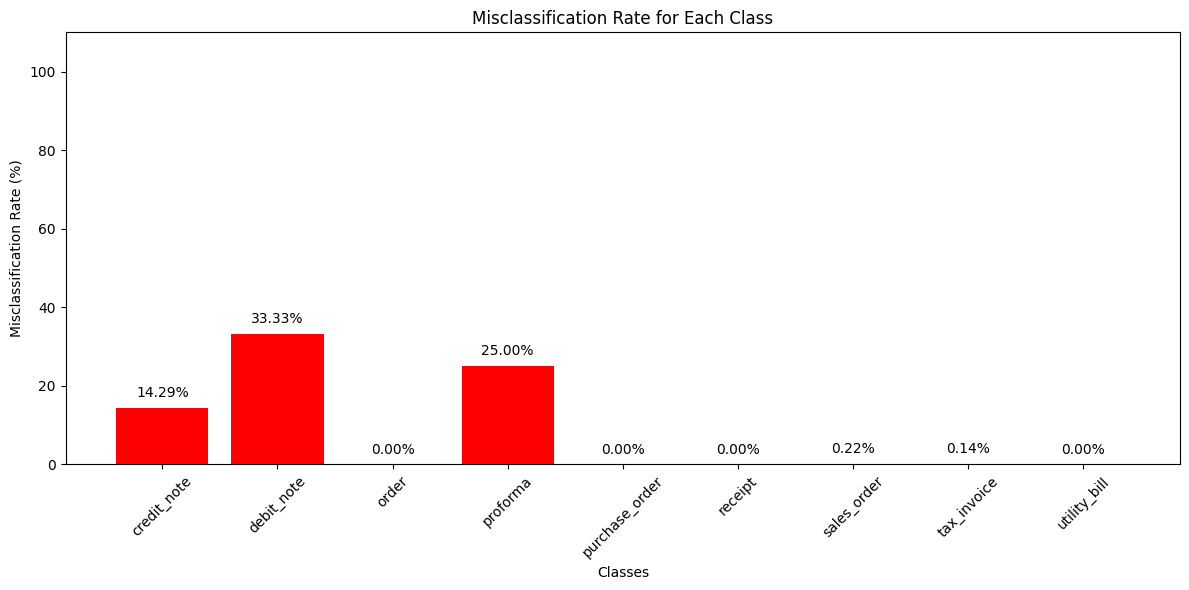 Misclassification Rate for Each Class
Misclassification Rate (%)
100
80
60
40
20
0
14.29%
33.33%
0.00%
25.00%
0.00%
0.00%
0.22%
0.14%
0.00%
credit_note
debit_note
order
proforma
purchase_order
receipt
sales_order
tax_invoice
utility_bill
Classes